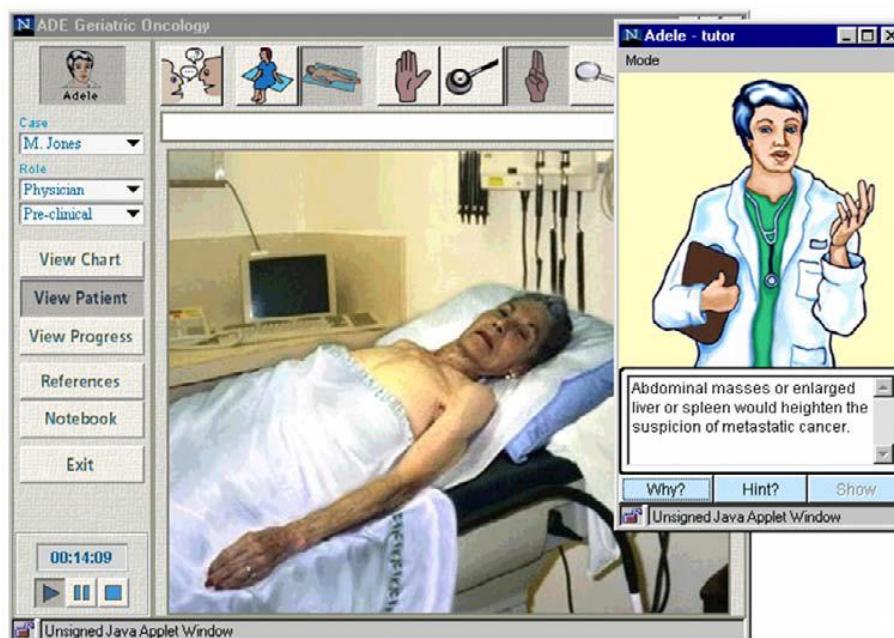 ADE Geriatric Oncology
Adele
Case
M. Jones
Role
Physician
Pre-clinical
View Chart
View Patient
View Progress
References
Notebook
Exit
00:14:09
Unsigned Java Applet Window
Adele - tutor
Mode
Abdominal masses or enlarged
liver or spleen would heighten the
suspicion of metastatic cancer.
Why?
Hint?
Show
Unsigned Java Applet Window